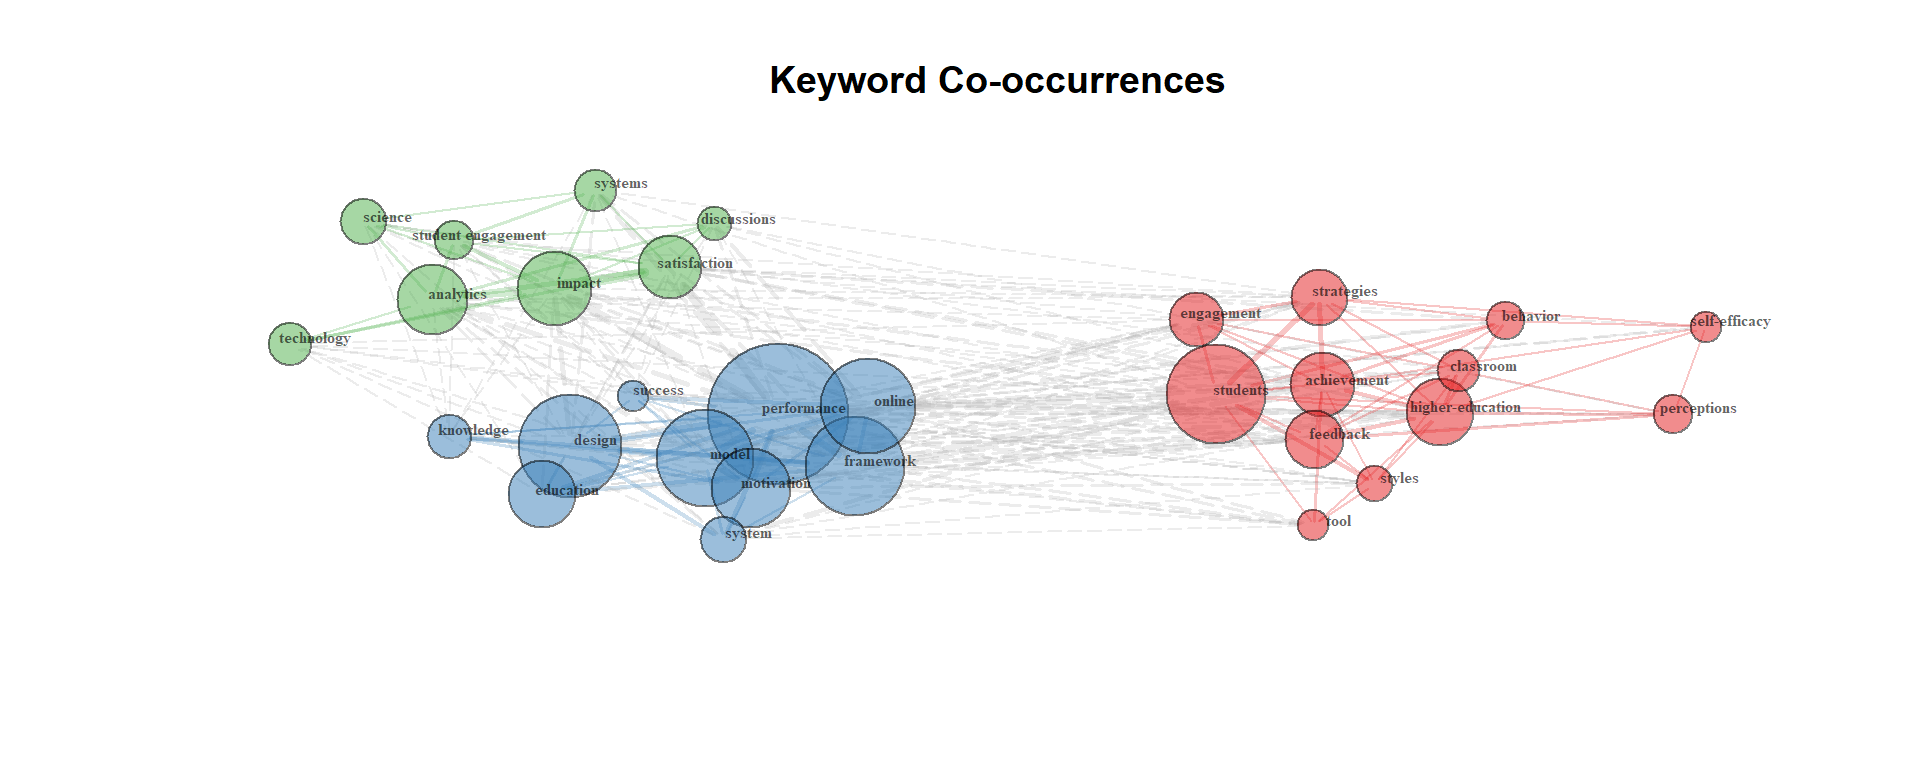 Keyword Co-occurrences
systems
science
discussions
student engagement
satisfaction
impact
analytics
technology
strategies
engagement
behavior
self-efficacy
classroom
achievement
students
success
online
performance
higher-education
perceptions
knowledge
design
feedback
model
framework
motivation
education
styles
tool
system